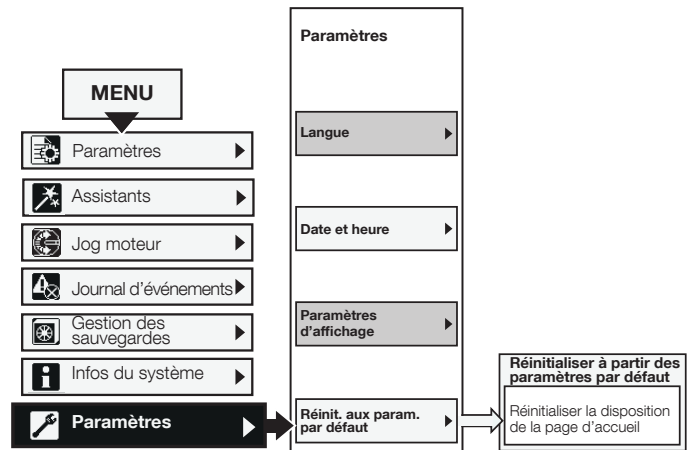 MENU
Paramètres
Assistants
Jog moteur
Journal d'événements
Gestion des
sauvegardes
Infos du système
Paramètres
Paramètres
Langue
Date et heure
Paramètres
d'affichage
Réinit. aux param.
par défaut
Réinitialiser à partir des
paramètres par défaut
Réinitialiser la disposition
de la page d'accueil